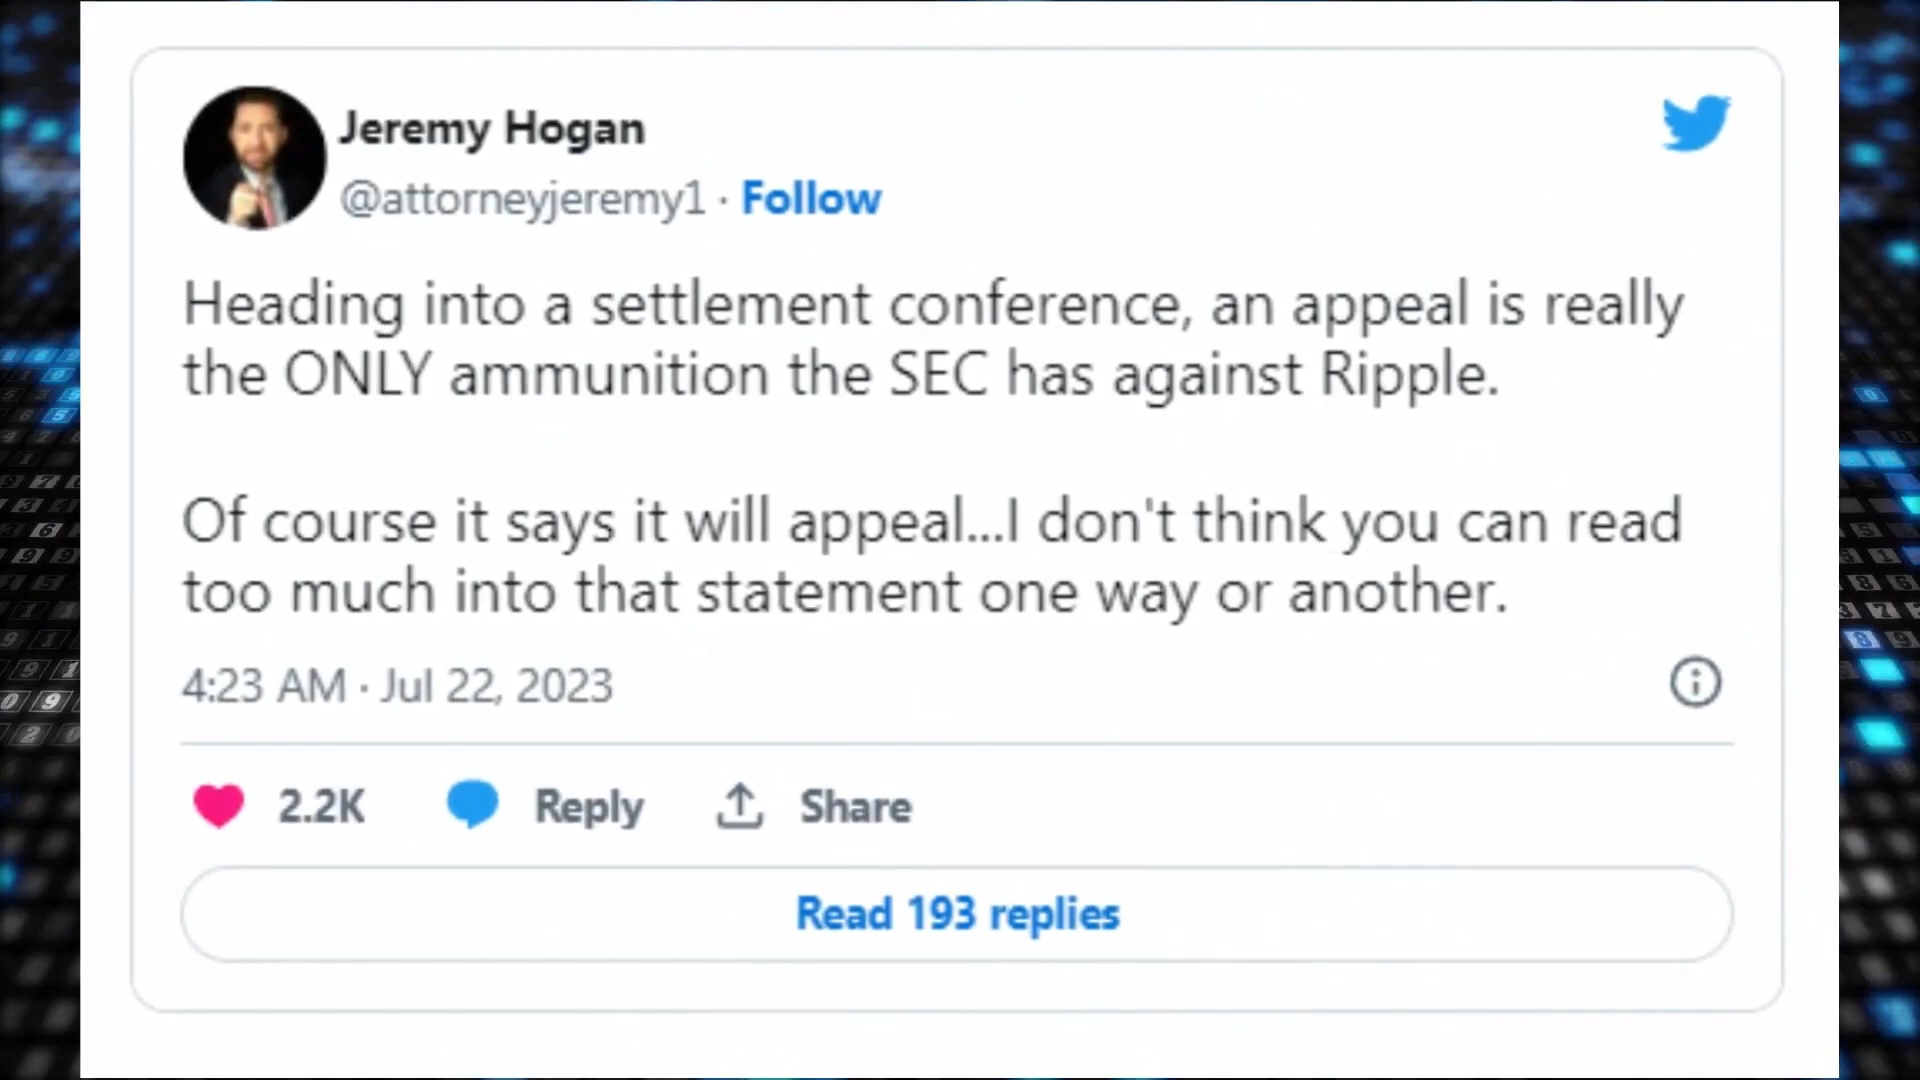 Jeremy Hogan
@attorneyjeremy1 · Follow
Heading into a settlement conference, an appeal is really
the ONLY ammunition the SEC has against Ripple.
Of course it says it will appeal...I don't think you can read
too much into that statement one way or another.
4:23 AM · Jul 22, 2023
2.2K Reply Share
Read 193 replies